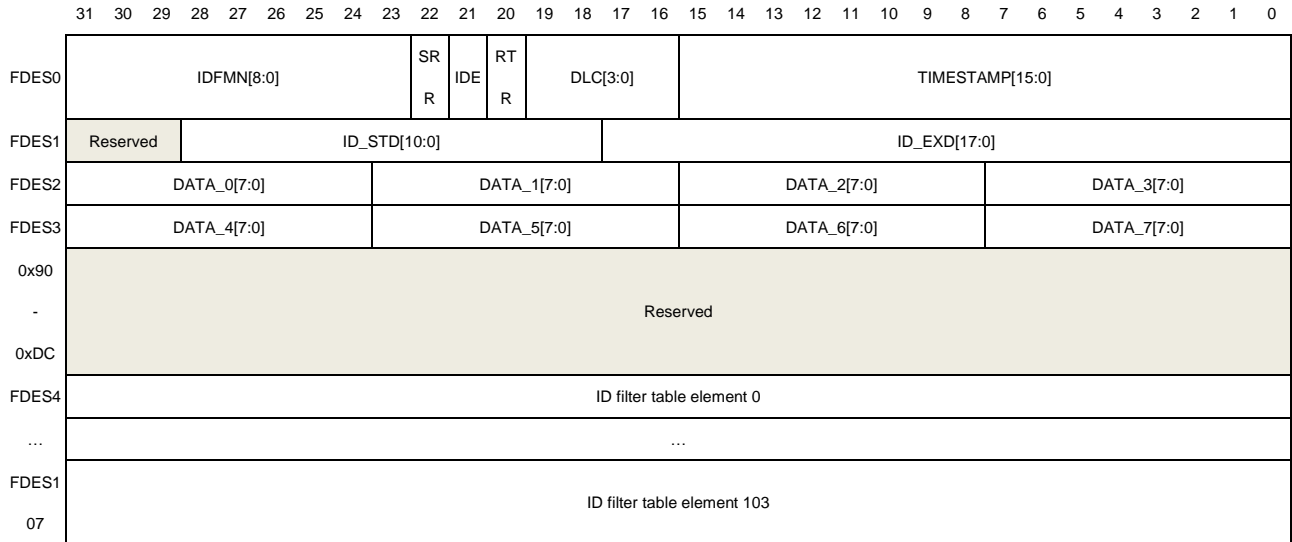 31 30 29 28 27 26 25 24 23 22 21 20 19 18 17 16 15 14 13 12 11 10 9 8 7 6 5 4 3 2 1 0
FDES0 IDFMN[8:0] SR R IDE RT R DLC[3:0] TIMESTAMP[15:0]
FDES1 Reserved ID_STD[10:0] ID_EXD[17:0]
FDES2 DATA_0[7:0] DATA_1[7:0] DATA_2[7:0] DATA_3[7:0]
FDES3 DATA_4[7:0] DATA_5[7:0] DATA_6[7:0] DATA_7[7:0]
0x90
-
0xDC
Reserved
FDES4 ID filter table element 0
… …
FDES1
07
ID filter table element 103